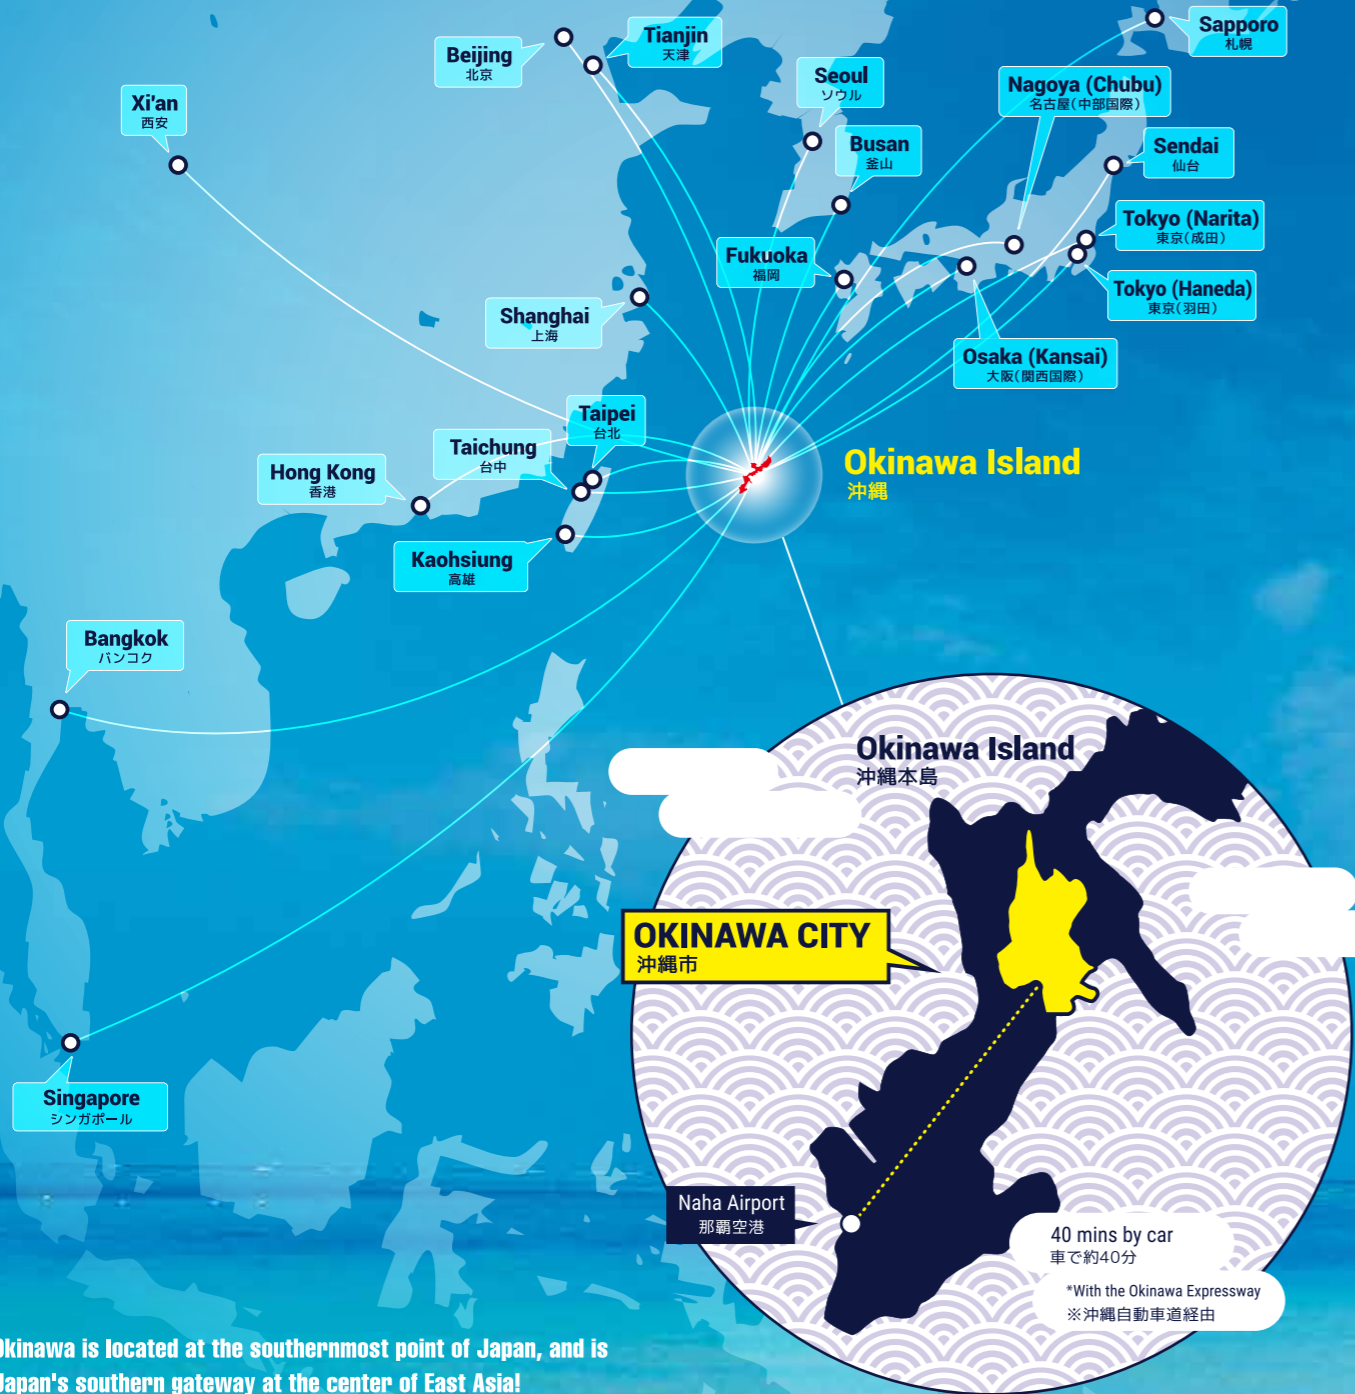 Beijing
北京
Tianjin
天津
Sapporo
札幌
Seoul
ソウル
Nagoya (Chubu)
名古屋(中部国際)
Xi'an
西安
Busan
釜山
Sendai
仙台
Tokyo (Narita)
東京(成田)
Fukuoka
福岡
Tokyo (Haneda)
東京(羽田)
Shanghai
上海
Osaka (Kansai)
大阪(関西国際)
Taipei
台北
Taichung
台中
Hong Kong
香港
Okinawa Island
沖縄
Kaohsiung
高雄
Bangkok
バンコク
Okinawa Island
沖縄本島
OKINAWA CITY
沖縄市
Singapore
シンガポール
Naha Airport
那覇空港
40 mins by car
車で約40分
*With the Okinawa Expressway
※沖縄自動車道経由
Okinawa is located at the southernmost point of Japan, and is
Japan's southern gateway at the center of East Asia!